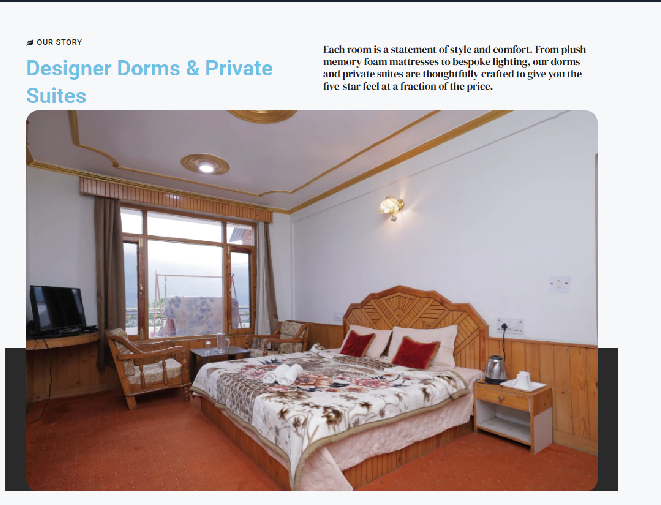 OUR STORY
Designer Dorms & Private
Suites
Each room is a statement of style and comfort. From plush
memory foam mattresses to bespoke lighting, our dorms
and private suites are thoughtfully crafted to give you the
five-star feel at a fraction of the price.